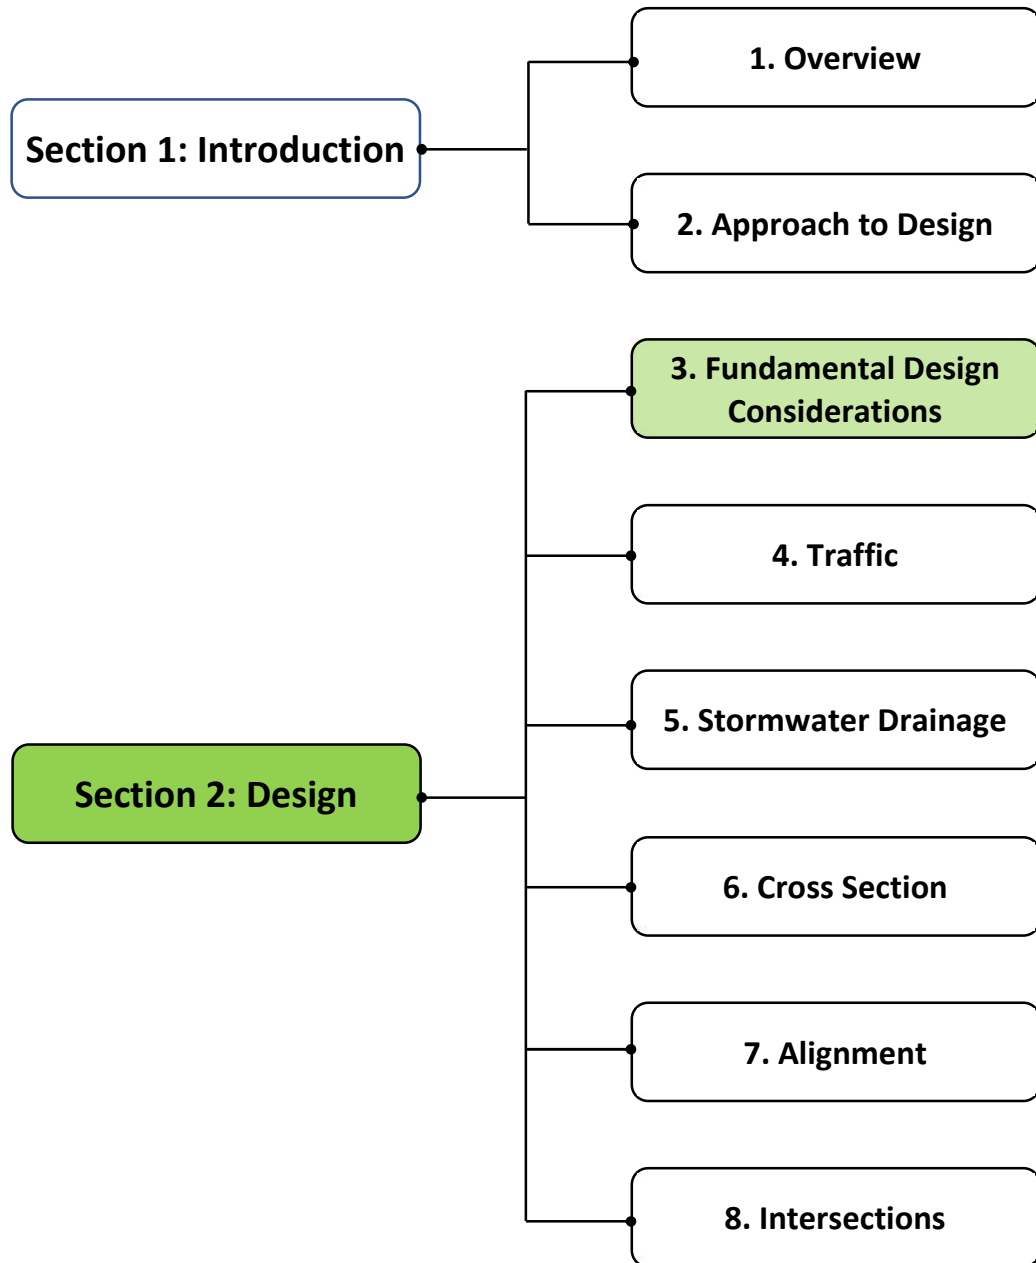 1. Overview
Section 1: Introduction
2. Approach to Design
3. Fundamental Design
Considerations
4. Traffic
5. Stormwater Drainage
Section 2: Design
6. Cross Section
7. Alignment
8. Intersections